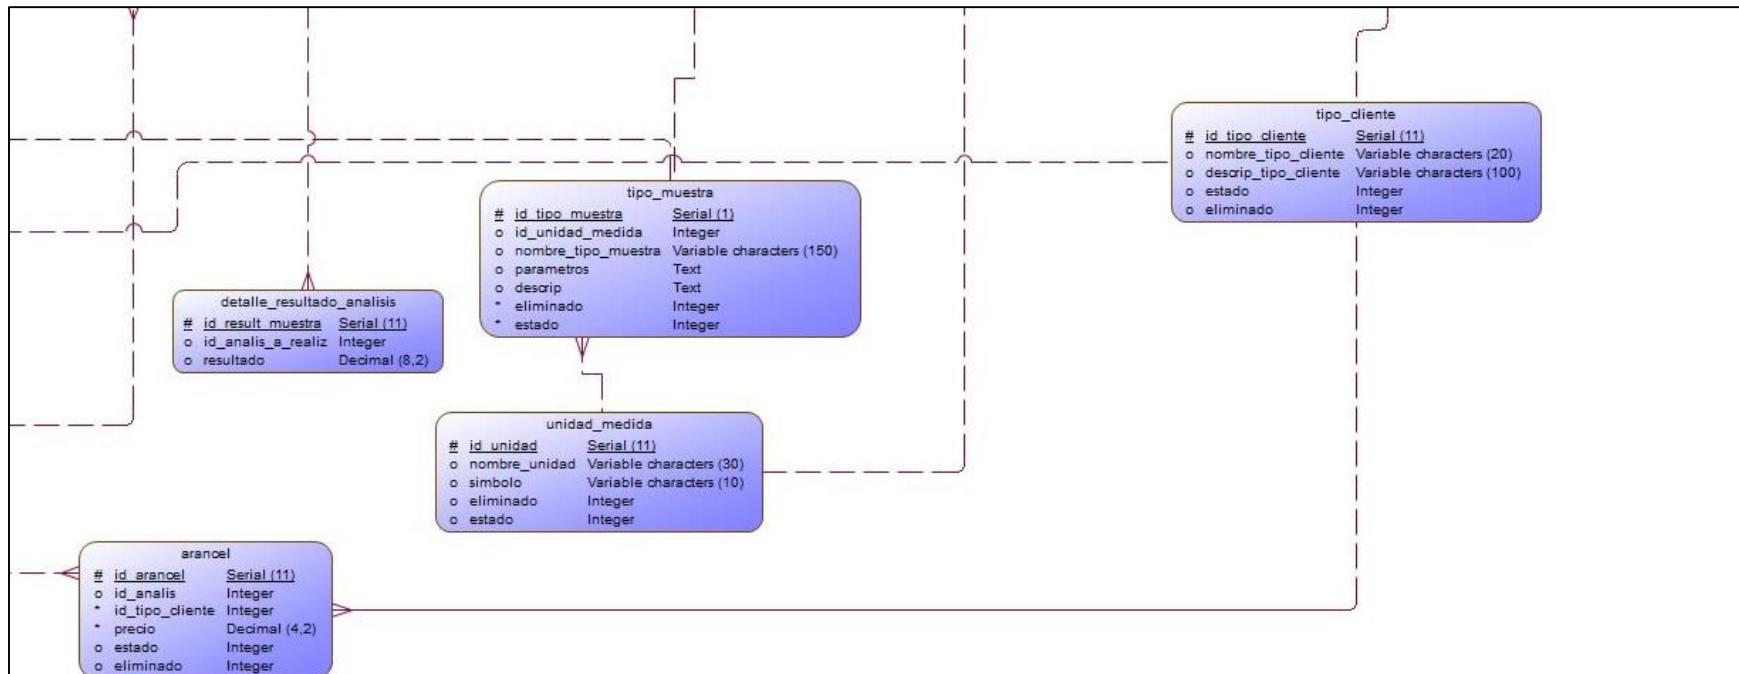 tipo_cliente
# id_tipo_cliente Serial (11)
o nombre_tipo_cliente Variable characters (20)
o descrip_tipo_cliente Variable characters (100)
o estado Integer
o eliminado Integer
tipo_muestra
# id_tipo_muestra Serial (1)
o id_unidad_medida Integer
o nombre_tipo_muestra Variable characters (150)
o parametros Text
o descrip Text
* eliminado Integer
* estado Integer
detalle_resultado_analisis
# id_result_muestra Serial (11)
o id_analis_a_realiz Integer
o resultado Decimal (8,2)
unidad_medida
# id_unidad Serial (11)
o nombre_unidad Variable characters (30)
o simbolo Variable characters (10)
o eliminado Integer
o estado Integer
arancel
# id_arancel Serial (11)
o id_analis Integer
* id_tipo_cliente Integer
* precio Decimal (4,2)
o estado Integer
o eliminado Integer